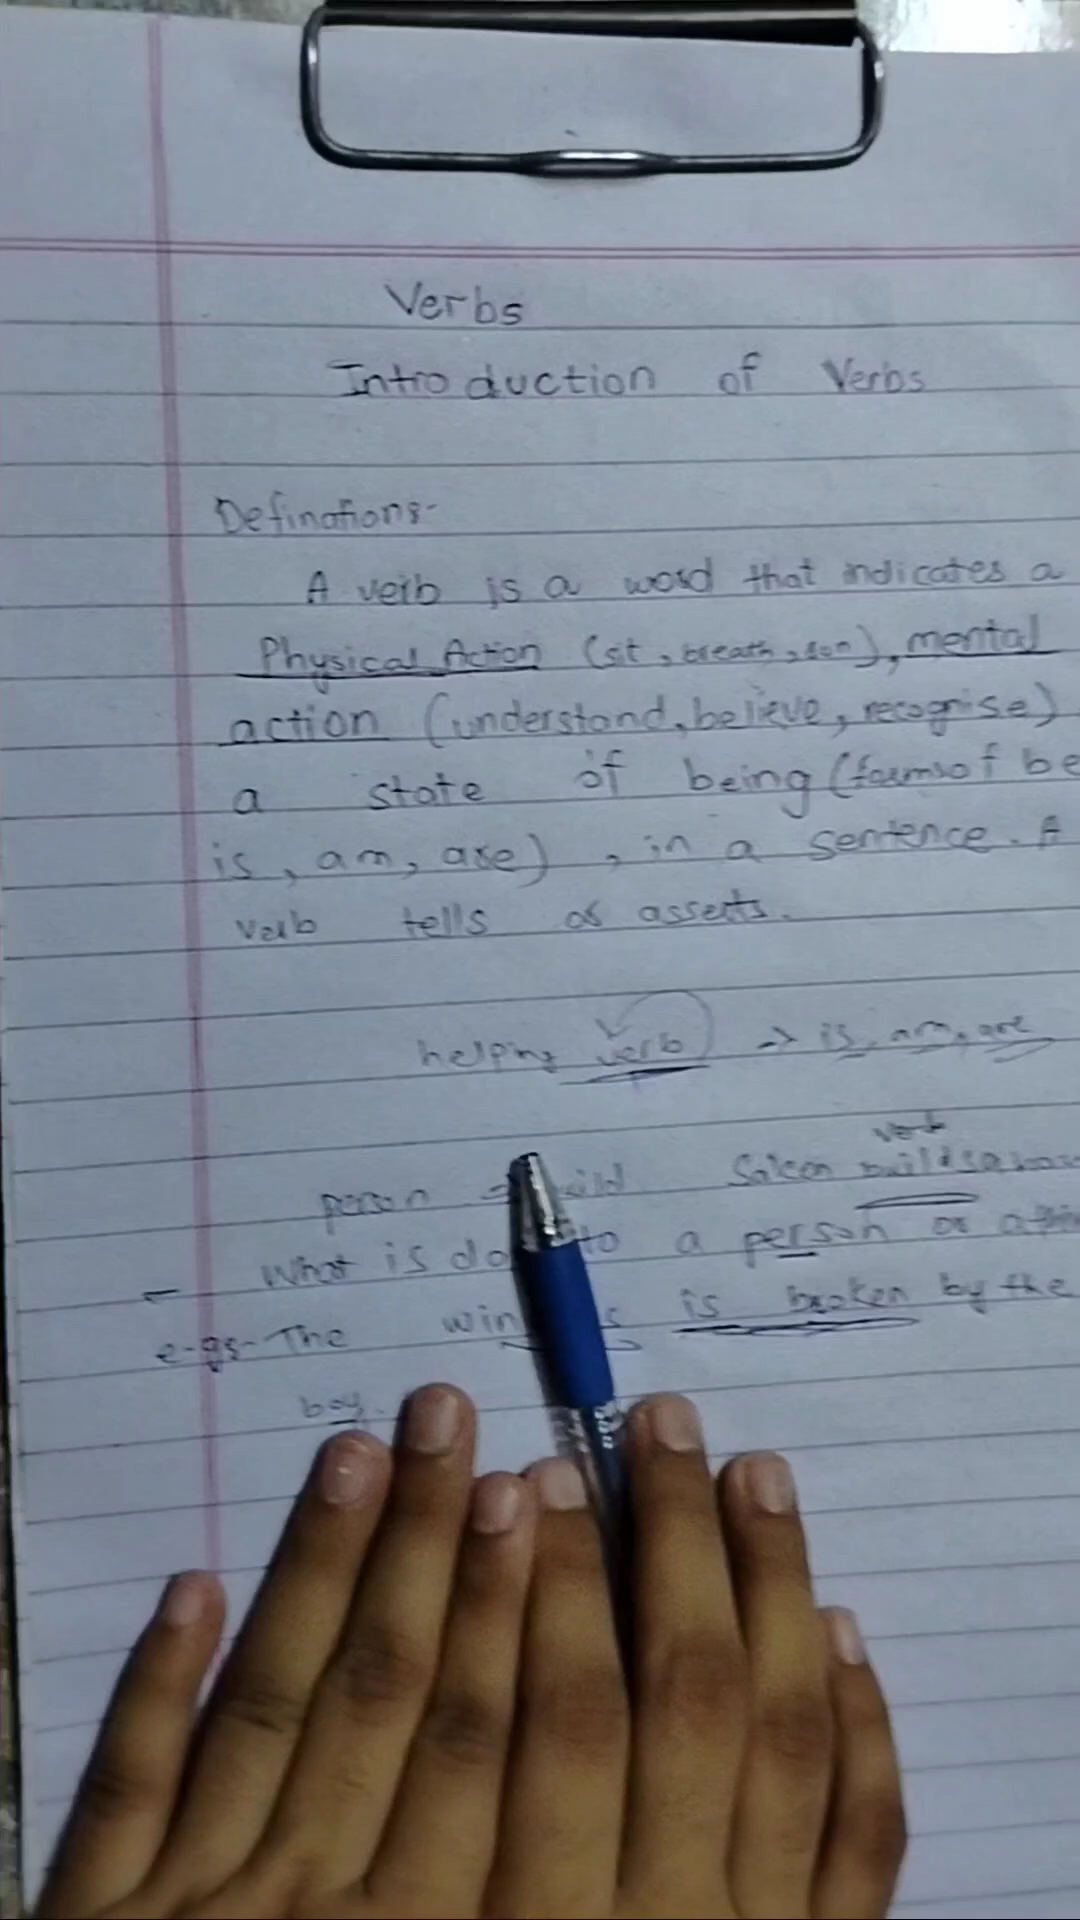 Verbs
Introduction of Verbs
Definations-
A verb is a word that indicates a
Physical Action (sit, breath, run), mental
action (understand, believe, recognise)
a state of being (forms of be
is, am, are) , in a sentence. A
verb tells or asserts.
helping verb → is, am, are
verb
person builds a
What is to a person or a
e-gs- The is broken by the
boy.